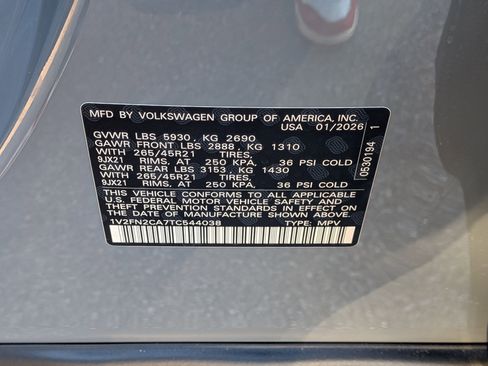 MFD BY VOLKSWAGEN GROUP OF AMERICA, INC.
USA 01/2026
GVWR LBS 5930, KG 2690
GAWR FRONT LBS 2888, KG 1310
WITH 265/45R21 TIRES,
9JX21 RIMS, AT 250 KPA, 36 PSI COLD
GAWR REAR LBS 3153, KG 1430
WITH 265/45R21 TIRES,
9JX21 RIMS, AT 250 KPA, 36 PSI COLD
THIS VEHICLE CONFORMS TO ALL APPLICABLE
U.S. FEDERAL MOTOR VEHICLE SAFETY AND
THEFT PREVENTION STANDARDS IN EFFECT ON
THE DATE OF MANUFACTURE SHOWN ABOVE.
1V2FN2CA7TC544038 TYPE: MPV
0530194 1